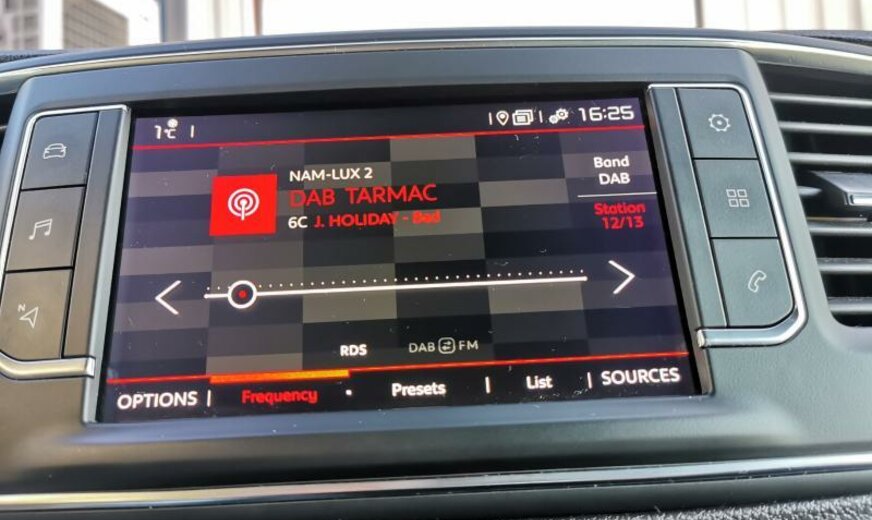 1°C
16:25
NAM-LUX 2
DAB TARMAC
6C J. HOLIDAY - Bed
Band
DAB
Station
12/13
RDS
DAB FM
OPTIONS
Frequency
Presets
List
SOURCES
N